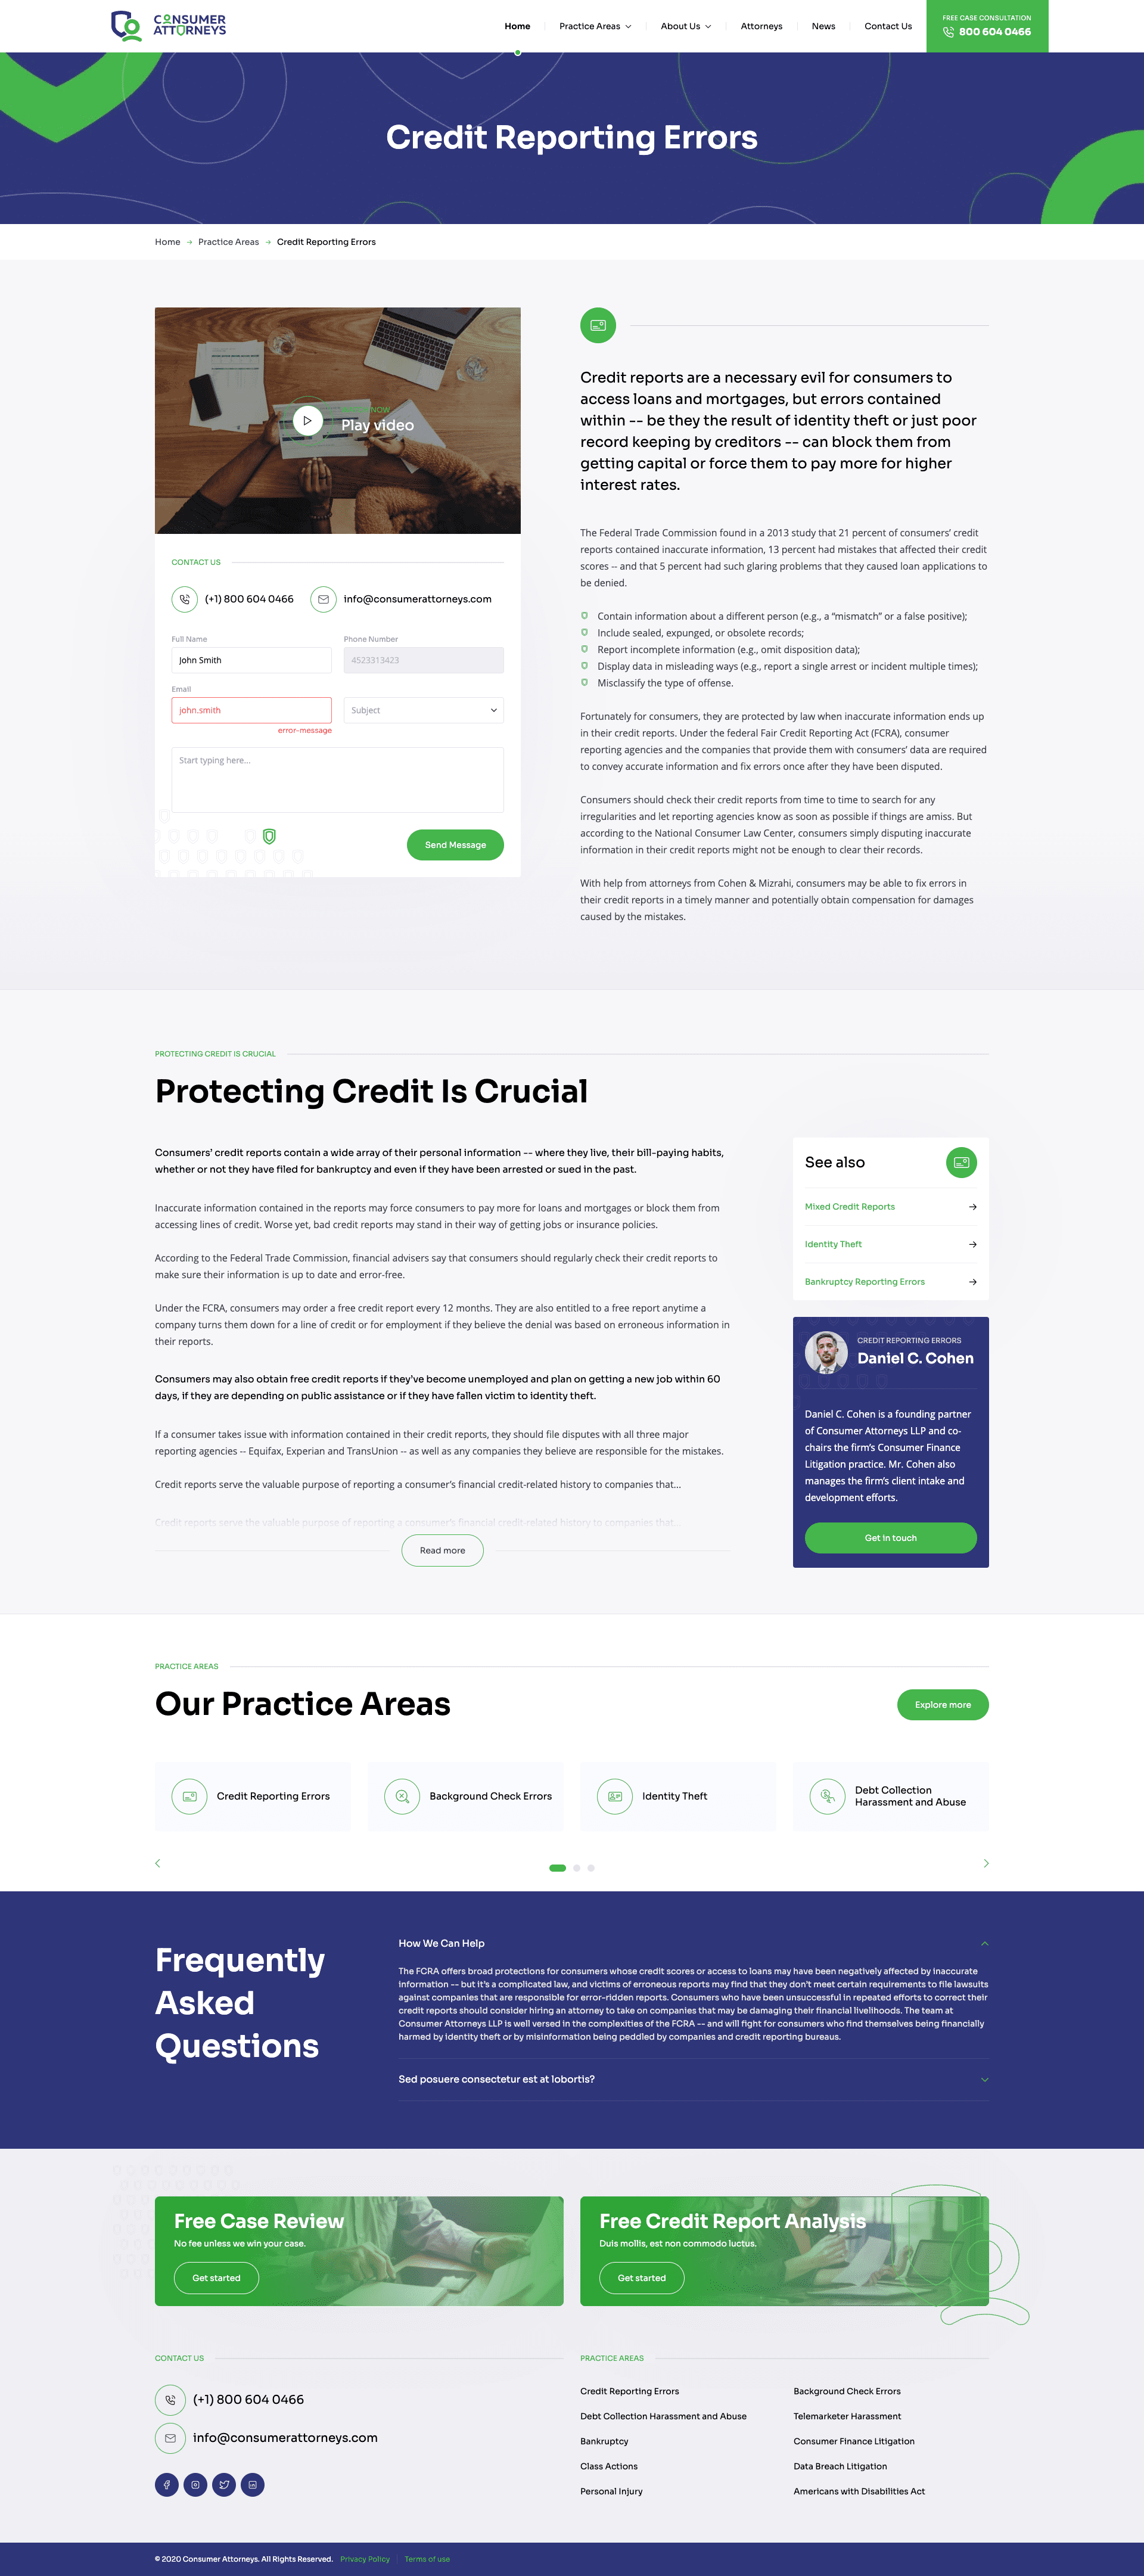 CONSUMER
ATTORNEYS
Home
Practice Areas
About Us
Attorneys
News
Contact Us
FREE CASE CONSULTATION
800 604 0466
Credit Reporting Errors
Home
Practice Areas
Credit Reporting Errors
NOW
Play video
CONTACT US
(+1) 800 604 0466
info@consumerattorneys.com
Full Name
Phone Number
John Smith
4523313423
Email
john.smith
Subject
error-message
Start typing here...
Send Message
Credit reports are a necessary evil for consumers to
access loans and mortgages, but errors contained
within -- be they the result of identity theft or just poor
record keeping by creditors -- can block them from
getting capital or force them to pay more for higher
interest rates.
The Federal Trade Commission found in a 2013 study that 21 percent of consumers’ credit
reports contained inaccurate information, 13 percent had mistakes that affected their credit
scores -- and that 5 percent had such glaring problems that they caused loan applications to
be denied.
Contain information about a different person (e.g., a “mismatch” or a false positive);
Include sealed, expunged, or obsolete records;
Report incomplete information (e.g., omit disposition data);
Display data in misleading ways (e.g., report a single arrest or incident multiple times);
Misclassify the type of offense.
Fortunately for consumers, they are protected by law when inaccurate information ends up
in their credit reports. Under the federal Fair Credit Reporting Act (FCRA), consumer
reporting agencies and the companies that provide them with consumers’ data are required
to convey accurate information and fix errors once after they have been disputed.
Consumers should check their credit reports from time to time to search for any
irregularities and let reporting agencies know as soon as possible if things are amiss. But
according to the National Consumer Law Center, consumers simply disputing inaccurate
information in their credit reports might not be enough to clear their records.
With help from attorneys from Cohen & Mizrahi, consumers may be able to fix errors in
their credit reports in a timely manner and potentially obtain compensation for damages
caused by the mistakes.
PROTECTING CREDIT IS CRUCIAL
Protecting Credit Is Crucial
Consumers’ credit reports contain a wide array of their personal information -- where they live, their bill-paying habits,
whether or not they have filed for bankruptcy and even if they have been arrested or sued in the past.
Inaccurate information contained in the reports may force consumers to pay more for loans and mortgages or block them from
accessing lines of credit. Worse yet, bad credit reports may stand in their way of getting jobs or insurance policies.
According to the Federal Trade Commission, financial advisers say that consumers should regularly check their credit reports to
make sure their information is up to date and error-free.
Under the FCRA, consumers may order a free credit report every 12 months. They are also entitled to a free report anytime a
company turns them down for a line of credit or for employment if they believe the denial was based on erroneous information in
their reports.
Consumers may also obtain free credit reports if they’ve become unemployed and plan on getting a new job within 60
days, if they are depending on public assistance or if they have fallen victim to identity theft.
If a consumer takes issue with information contained in their credit reports, they should file disputes with all three major
reporting agencies -- Equifax, Experian and TransUnion -- as well as any companies they believe are responsible for the mistakes.
Credit reports serve the valuable purpose of reporting a consumer’s financial credit-related history to companies that...
Credit reports serve the valuable purpose of reporting a consumer’s financial credit-related history to companies that...
Read more
See also
Mixed Credit Reports
Identity Theft
Bankruptcy Reporting Errors
CREDIT REPORTING ERRORS
Daniel C. Cohen
Daniel C. Cohen is a founding partner
of Consumer Attorneys LLP and co-
chairs the firm’s Consumer Finance
Litigation practice. Mr. Cohen also
manages the firm’s client intake and
development efforts.
Get in touch
PRACTICE AREAS
Our Practice Areas
Explore more
Credit Reporting Errors
Background Check Errors
Identity Theft
Debt Collection
Harassment and Abuse
Frequently
Asked
Questions
How We Can Help
The FCRA offers broad protections for consumers whose credit scores or access to loans may have been negatively affected by inaccurate
information -- but it’s a complicated law, and victims of erroneous reports may find that they don’t meet certain requirements to file lawsuits
against companies that are responsible for error-ridden reports. Consumers who have been unsuccessful in repeated efforts to correct their
credit reports should consider hiring an attorney to take on companies that may be damaging their financial livelihoods. The team at
Consumer Attorneys LLP is well versed in the complexities of the FCRA -- and will fight for consumers who find themselves being financially
harmed by identity theft or by misinformation being peddled by companies and credit reporting bureaus.
Sed posuere consectetur est at lobortis?
Free Case Review
No fee unless we win your case.
Get started
Free Credit Report Analysis
Duis mollis, est non commodo luctus.
Get started
CONTACT US
(+1) 800 604 0466
info@consumerattorneys.com
PRACTICE AREAS
Credit Reporting Errors
Background Check Errors
Debt Collection Harassment and Abuse
Telemarketer Harassment
Bankruptcy
Consumer Finance Litigation
Class Actions
Data Breach Litigation
Personal Injury
Americans with Disabilities Act
© 2020 Consumer Attorneys. All Rights Reserved.
Privacy Policy
Terms of use